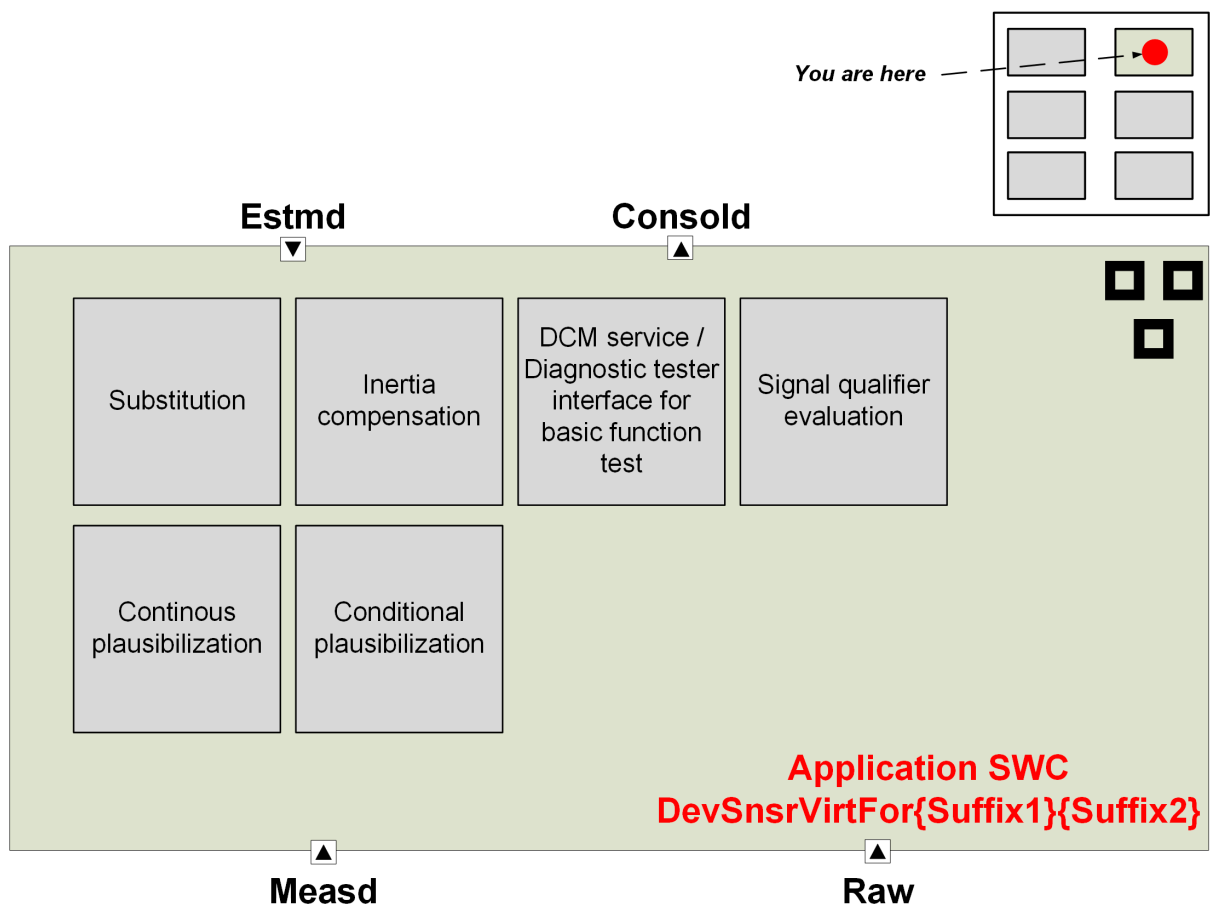 You are here
Estmd
Consold
Substitution
Inertia
compensation
DCM service /
Diagnostic tester
interface for
basic function
test
Signal qualifier
evaluation
Continous
plausibilization
Conditional
plausibilization
Application SWC
DevSnsrVirtFor{Suffix1}{Suffix2}
Measd
Raw